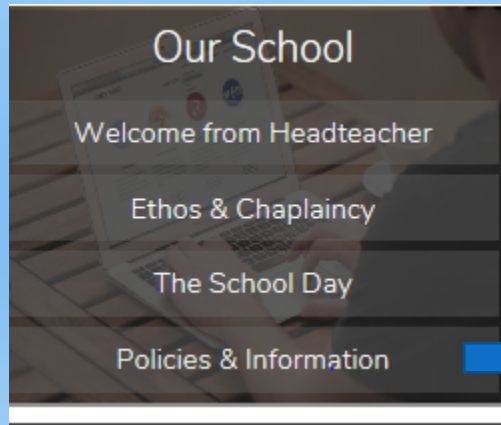 Our School
Welcome from Headteacher
Ethos & Chaplaincy
The School Day
Policies & Information